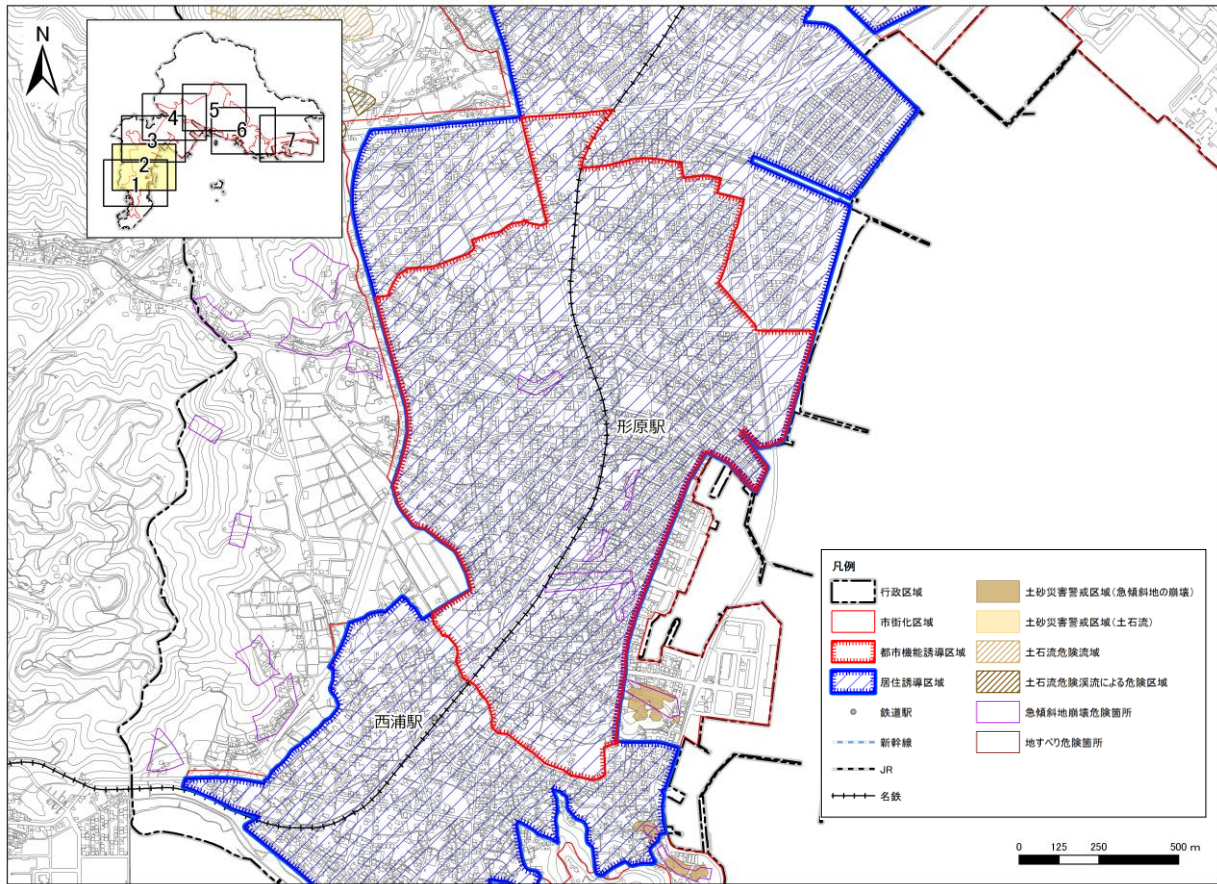 N
1
2
3
4
5
6
7
形原駅
西浦駅
凡例
行政区域
市街化区域
都市機能誘導区域
居住誘導区域
鉄道駅
新幹線
JR
名鉄
土砂災害警戒区域(急傾斜地の崩壊)
土砂災害警戒区域(土石流)
土石流危険流域
土石流危険渓流による危険区域
急傾斜地崩壊危険箇所
地すべり危険箇所
0 125 250 500 m